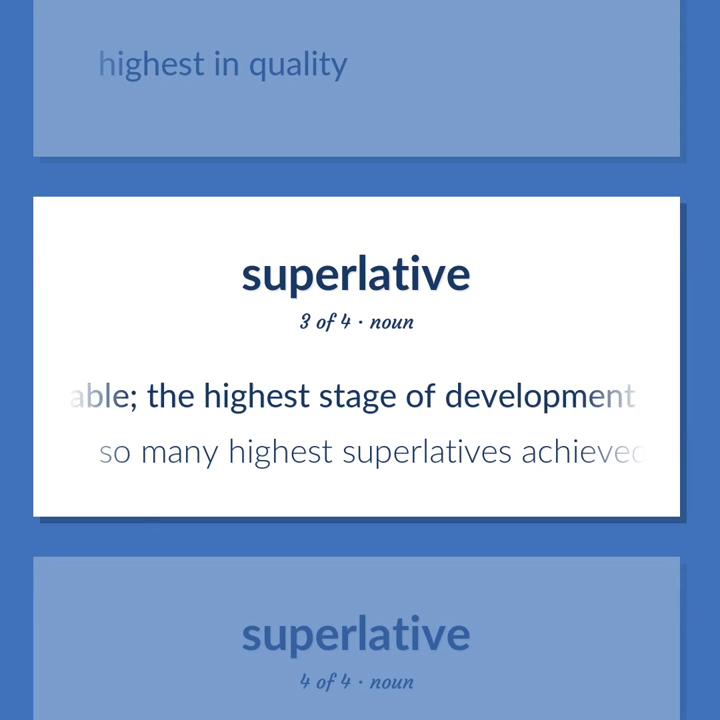 highest in quality
superlative
3 of 4 · noun
able; the highest stage of development
so many highest superlatives achieved
superlative
4 of 4 · noun